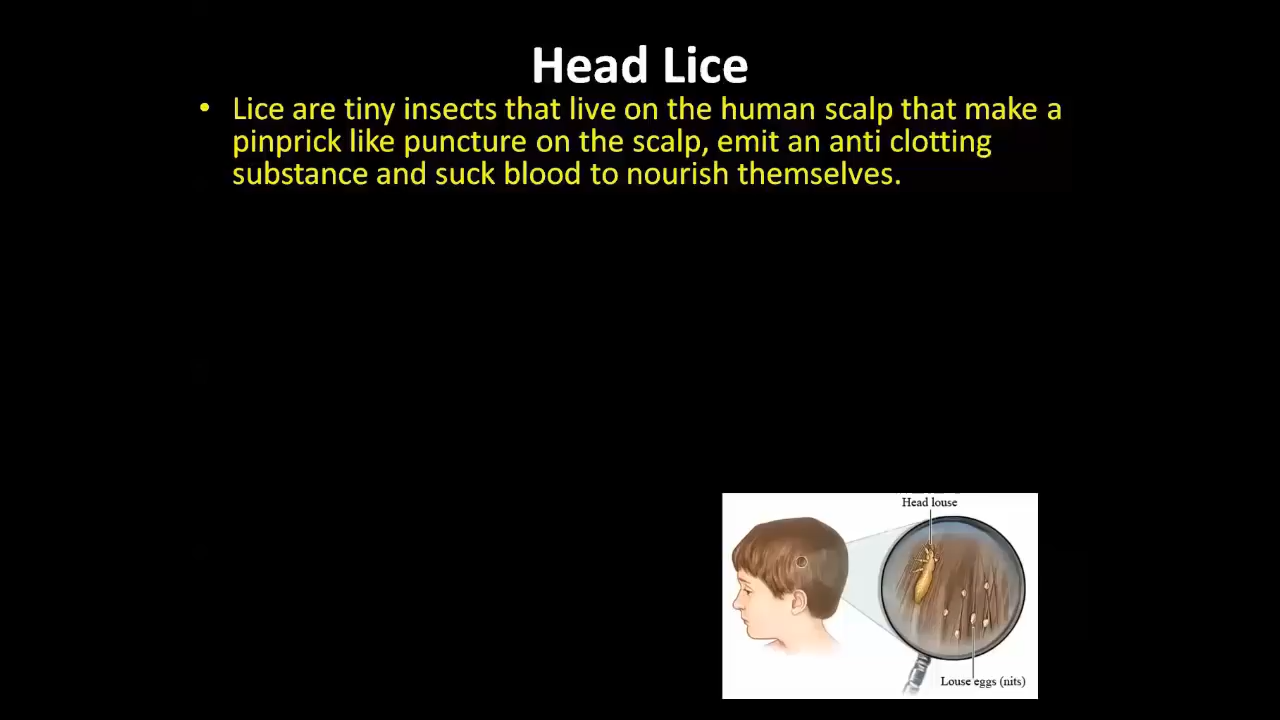 Head Lice
• Lice are tiny insects that live on the human scalp that make a
pinprick like puncture on the scalp, emit an anti clotting
substance and suck blood to nourish themselves.
Head louse
Louse eggs (nits)